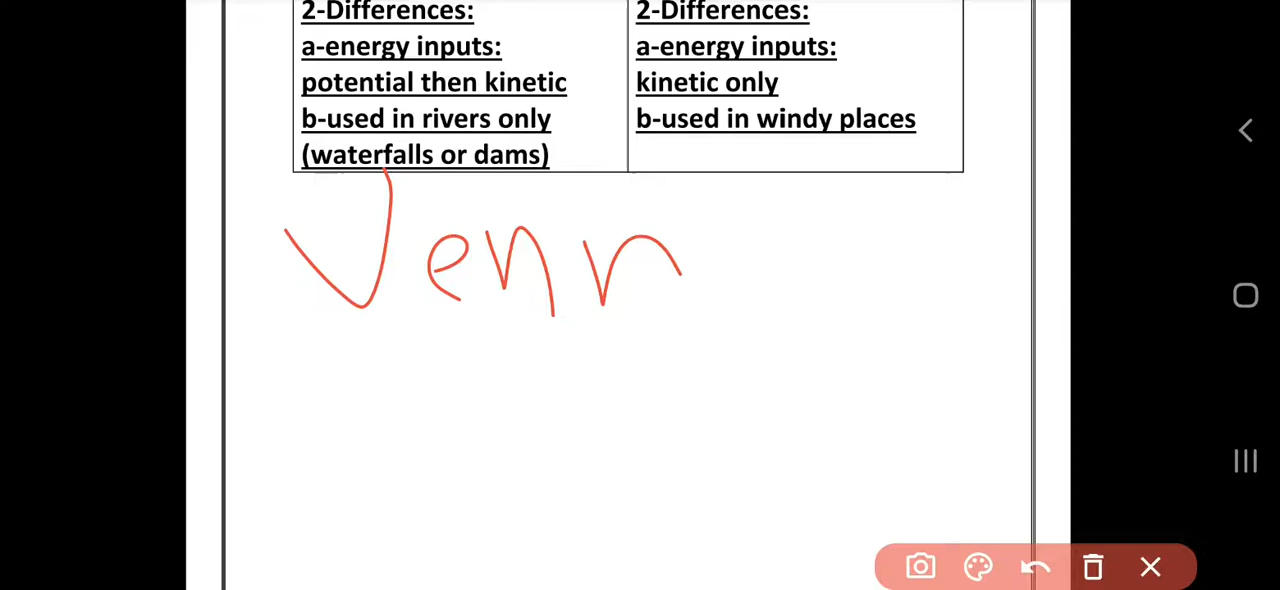 2-Differences:
a-energy inputs:
potential then kinetic
b-used in rivers only
(waterfalls or dams)
2-Differences:
a-energy inputs:
kinetic only
b-used in windy places
Venn